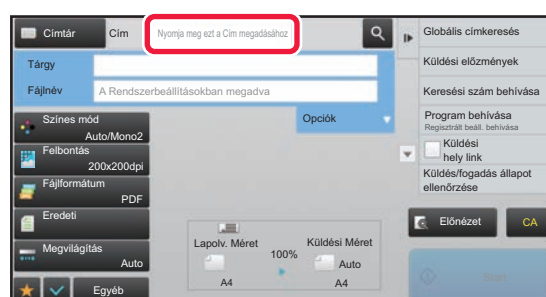 Címtár
Cím
Nyomja meg ezt a Cím megadásához
Globális címkeresés
Tárgy
Küldési előzmények
Fájlnév
A Rendszerbeállításokban megadva
Keresési szám behívása
Színes mód
Auto/Mono2
Opciók
Program behívása
Regisztrált beáll. behívása
Felbontás
200x200dpi
Küldési
hely link
Fájlformátum
PDF
Küldés/fogadás állapot
ellenőrzése
Eredeti
Előnézet
CA
Megvilágítás
Auto
Lapolv. Méret
100%
Küldési Méret
Auto
A4
A4
Start
Egyéb